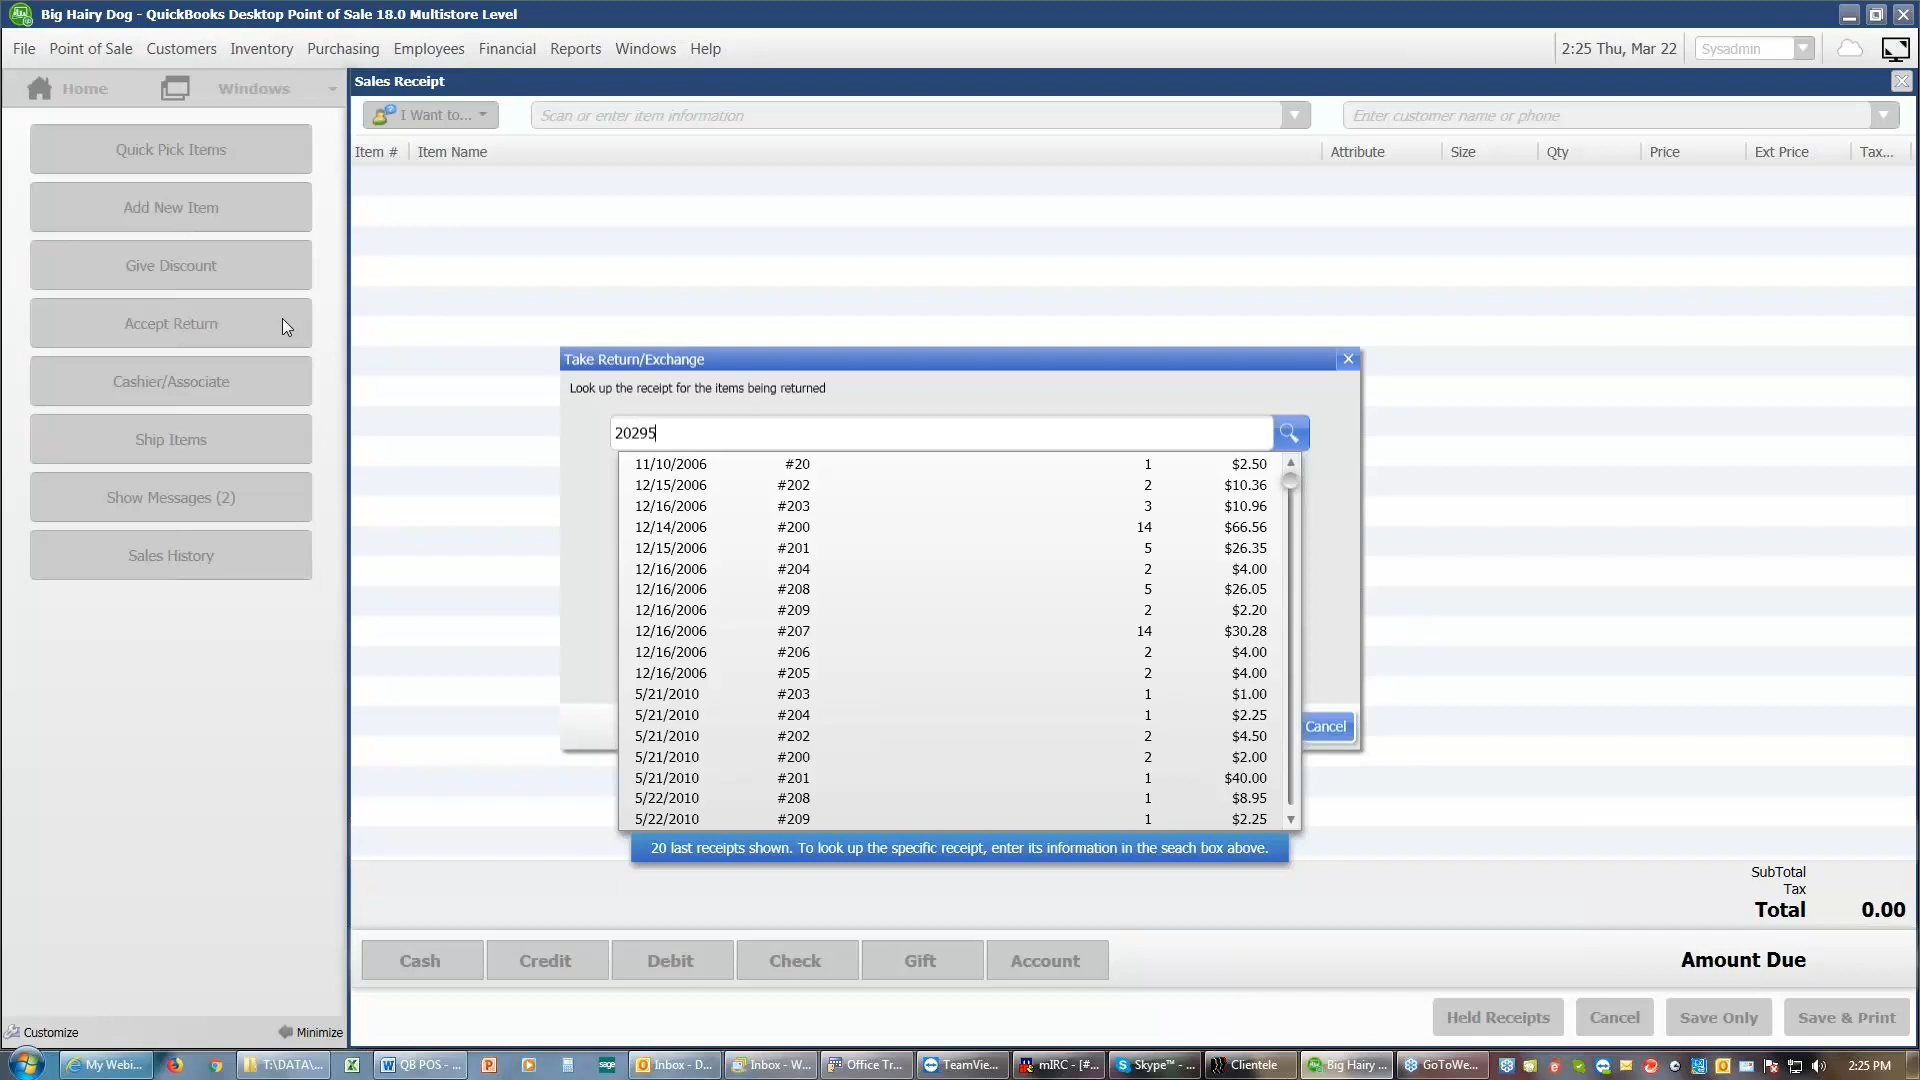 Big Hairy Dog - QuickBooks Desktop Point of Sale 18.0 Multistore Level
File Point of Sale Customers Inventory Purchasing Employees Financial Reports Windows Help
2:25 Thu, Mar 22 Sysadmin
Home Windows
Sales Receipt
I Want to... Scan or enter item information Enter customer name or phone
Item # Item Name Attribute Size Qty Price Ext Price Tax...
Quick Pick Items
Add New Item
Give Discount
Accept Return
Cashier/Associate
Ship Items
Show Messages (2)
Sales History
Take Return/Exchange
Look up the receipt for the items being returned
20295
11/10/2006 #20 1 $2.50
12/15/2006 #202 2 $10.36
12/16/2006 #203 3 $10.96
12/14/2006 #200 14 $66.56
12/15/2006 #201 5 $26.35
12/16/2006 #204 2 $4.00
12/16/2006 #208 5 $26.05
12/16/2006 #209 2 $2.20
12/16/2006 #207 14 $30.28
12/16/2006 #206 2 $4.00
12/16/2006 #205 2 $4.00
5/21/2010 #203 1 $1.00
5/21/2010 #204 1 $2.25
5/21/2010 #202 2 $4.50
5/21/2010 #200 2 $2.00
5/21/2010 #201 1 $40.00
5/22/2010 #208 1 $8.95
5/22/2010 #209 1 $2.25
Cancel
20 last receipts shown. To look up the specific receipt, enter its information in the seach box above.
SubTotal
Tax
Total 0.00
Cash Credit Debit Check Gift Account
Amount Due
Held Receipts Cancel Save Only Save & Print
Customize Minimize
My Webi... T:\DATA\... QB POS - ... Inbox - D... Inbox - W... Office Tr... TeamVie... mIRC - [#... Skype™ - ... Clientele Big Hairy ... GoToWe... 2:25 PM